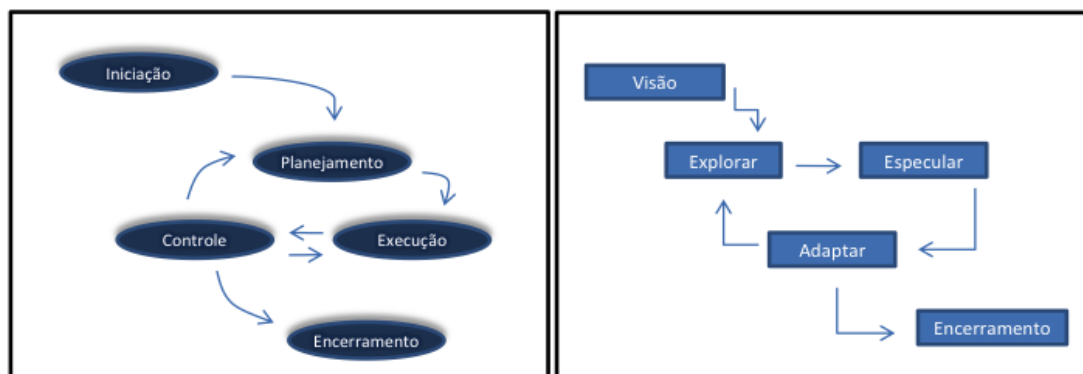 Iniciação
Planejamento
Controle
Execução
Encerramento
Visão
Explorar
Especular
Adaptar
Encerramento